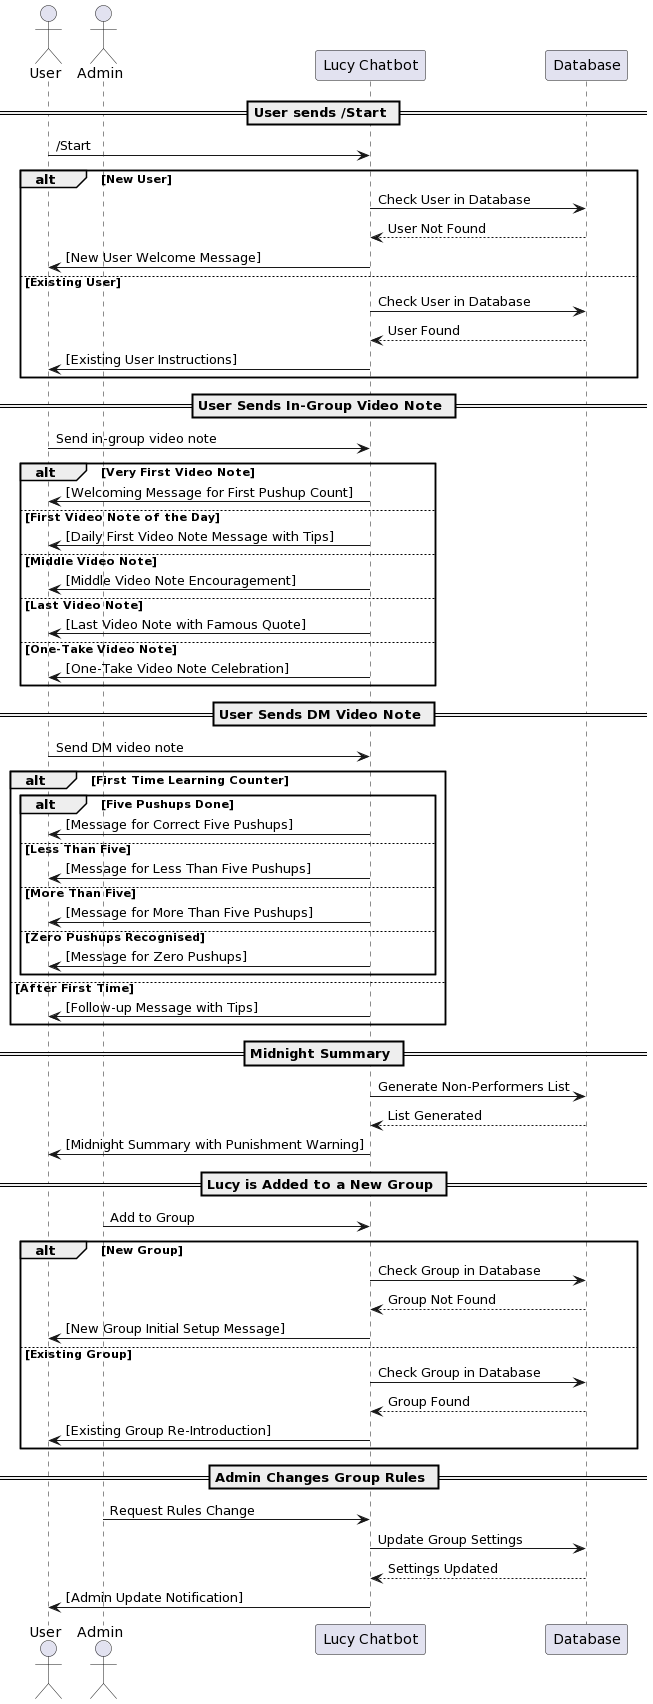 User Admin Lucy Chatbot Database
User sends /Start
/Start
alt [New User]
Check User in Database
User Not Found
[New User Welcome Message]
[Existing User]
Check User in Database
User Found
[Existing User Instructions]
User Sends In-Group Video Note
Send in-group video note
alt [Very First Video Note]
[Welcoming Message for First Pushup Count]
[First Video Note of the Day]
[Daily First Video Note Message with Tips]
[Middle Video Note]
[Middle Video Note Encouragement]
[Last Video Note]
[Last Video Note with Famous Quote]
[One-Take Video Note]
[One-Take Video Note Celebration]
User Sends DM Video Note
Send DM video note
alt [First Time Learning Counter]
alt [Five Pushups Done]
[Message for Correct Five Pushups]
[Less Than Five]
[Message for Less Than Five Pushups]
[More Than Five]
[Message for More Than Five Pushups]
[Zero Pushups Recognised]
[Message for Zero Pushups]
[After First Time]
[Follow-up Message with Tips]
Midnight Summary
Generate Non-Performers List
List Generated
[Midnight Summary with Punishment Warning]
Lucy is Added to a New Group
Add to Group
alt [New Group]
Check Group in Database
Group Not Found
[New Group Initial Setup Message]
[Existing Group]
Check Group in Database
Group Found
[Existing Group Re-Introduction]
Admin Changes Group Rules
Request Rules Change
Update Group Settings
Settings Updated
[Admin Update Notification]
User Admin Lucy Chatbot Database